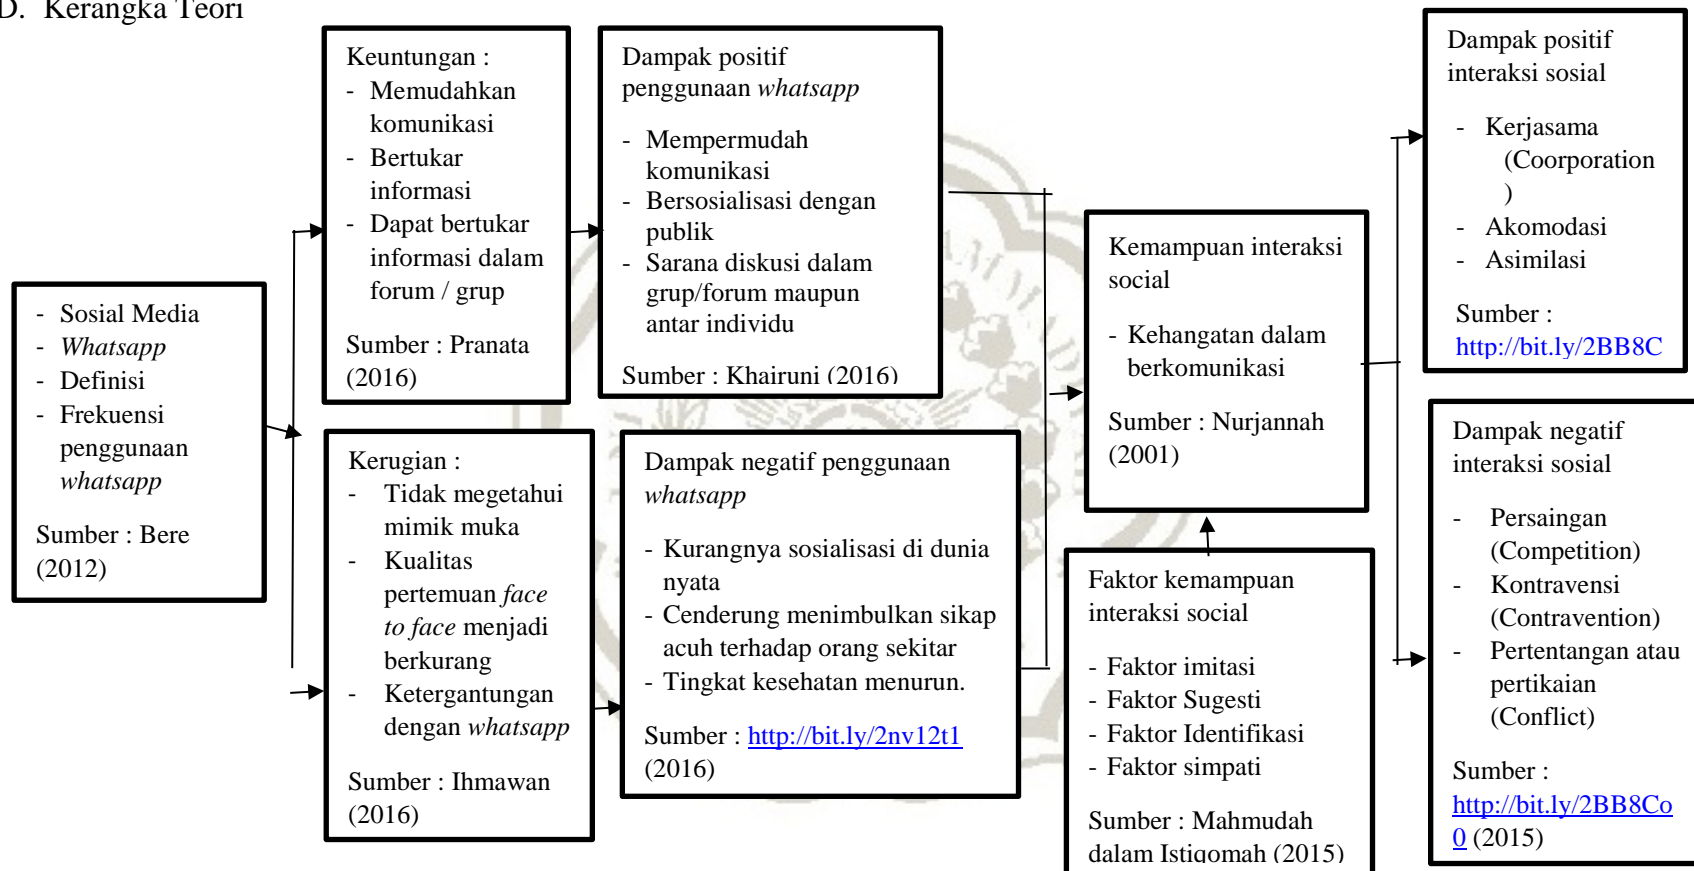 D. Kerangka Teori
- Sosial Media
- Whatsapp
- Definisi
- Frekuensi
penggunaan
whatsapp
Sumber : Bere
(2012)
Keuntungan :
- Memudahkan
komunikasi
- Bertukar
informasi
- Dapat bertukar
informasi dalam
forum / grup
Sumber : Pranata
(2016)
Kerugian :
- Tidak megetahui
mimik muka
- Kualitas
pertemuan face
to face menjadi
berkurang
- Ketergantungan
dengan whatsapp
Sumber : Ihmawan
(2016)
Dampak positif
penggunaan whatsapp
- Mempermudah
komunikasi
- Bersosialisasi dengan
publik
- Sarana diskusi dalam
grup/forum maupun
antar individu
Sumber : Khairuni (2016)
Dampak negatif penggunaan
whatsapp
- Kurangnya sosialisasi di dunia
nyata
- Cenderung menimbulkan sikap
acuh terhadap orang sekitar
- Tingkat kesehatan menurun.
Sumber : http://bit.ly/2nv12t1
(2016)
Kemampuan interaksi
social
- Kehangatan dalam
berkomunikasi
Sumber : Nurjannah
(2001)
Faktor kemampuan
interaksi social
- Faktor imitasi
- Faktor Sugesti
- Faktor Identifikasi
- Faktor simpati
Sumber : Mahmudah
dalam Istiqomah (2015)
Dampak positif
interaksi sosial
- Kerjasama
(Coorporation
)
- Akomodasi
- Asimilasi
Sumber :
http://bit.ly/2BB8C
Dampak negatif
interaksi sosial
- Persaingan
(Competition)
- Kontravensi
(Contravention)
- Pertentangan atau
pertikaian
(Conflict)
Sumber :
http://bit.ly/2BB8Co
0 (2015)